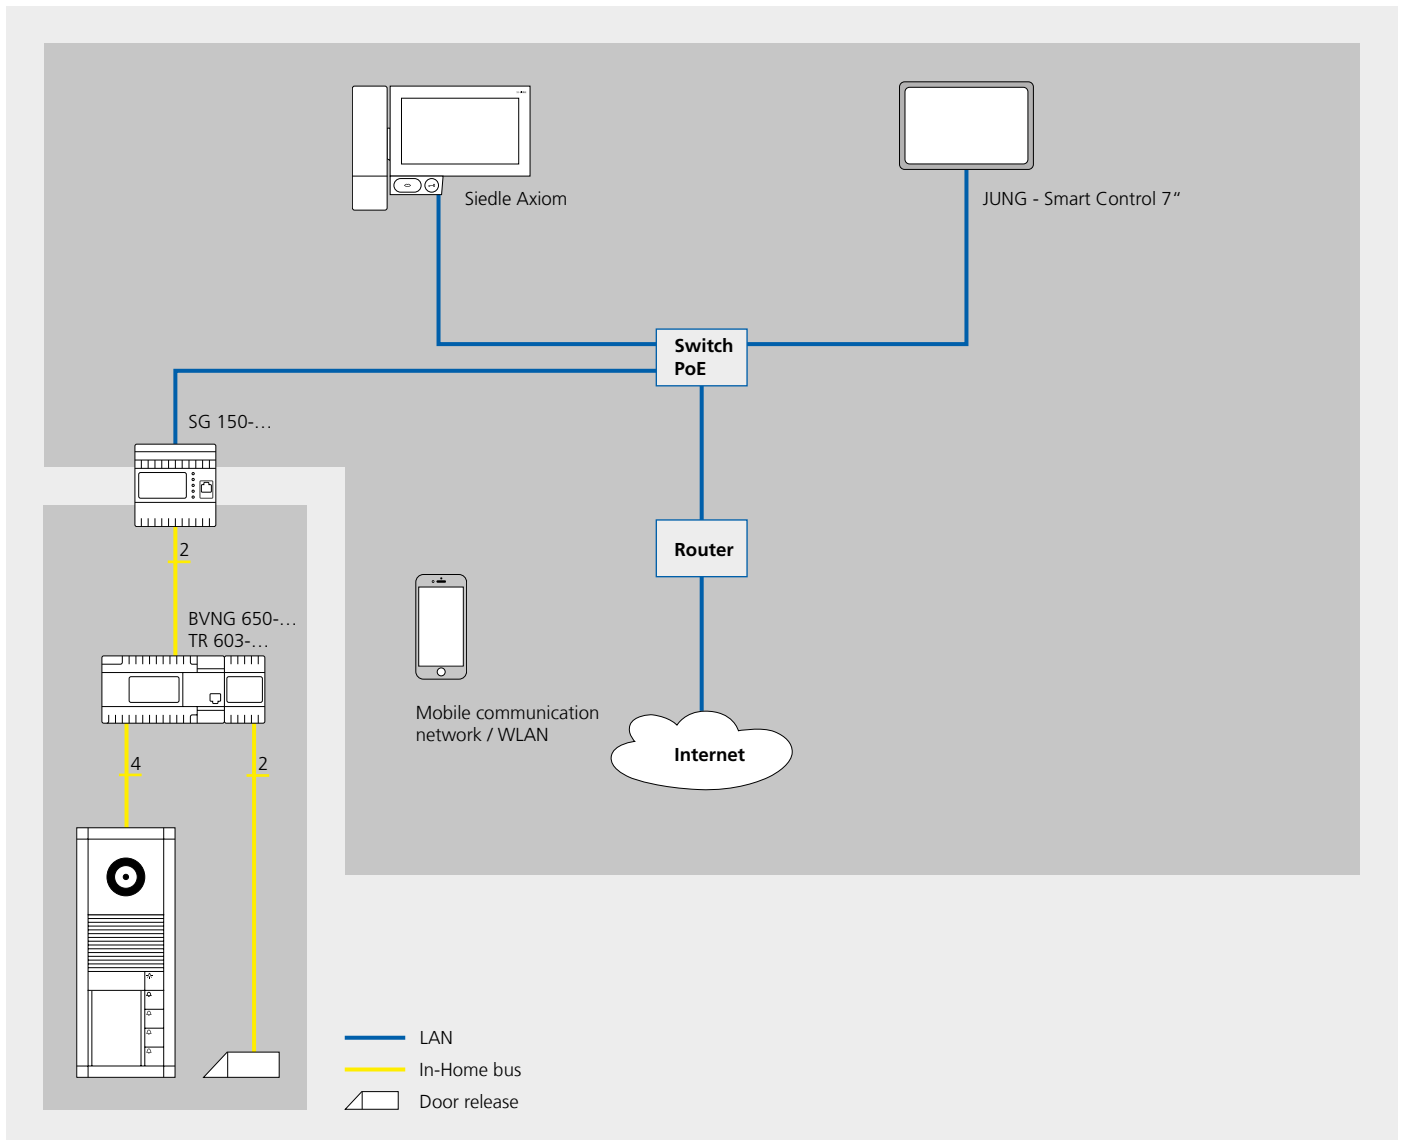 Siedle Axiom
JUNG - Smart Control 7“
Switch
PoE
SG 150-…
Router
2
BVNG 650-…
TR 603-…
Mobile communication
network / WLAN
Internet
4
2
LAN
In-Home bus
Door release